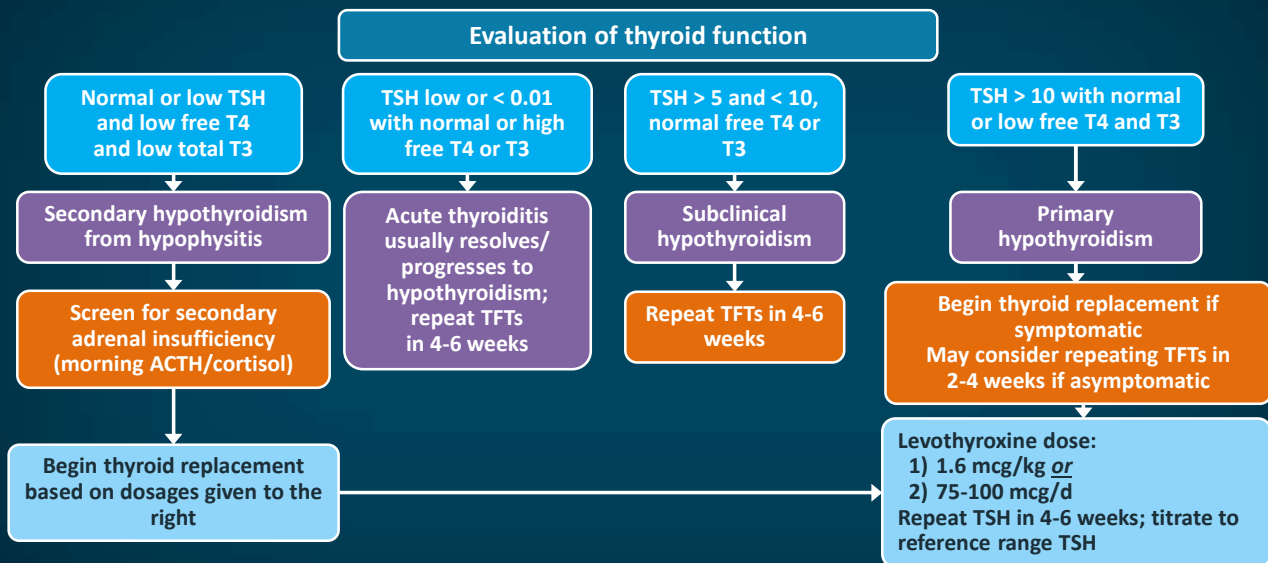 Evaluation of thyroid function
Normal or low TSH
and low free T4
and low total T3
Secondary hypothyroidism
from hypophysitis
Screen for secondary
adrenal insufficiency
(morning ACTH/cortisol)
Begin thyroid replacement
based on dosages given to the
right
TSH low or < 0.01
with normal or high
free T4 or T3
Acute thyroiditis
usually resolves/
progresses to
hypothyroidism;
repeat TFTs
in 4-6 weeks
TSH > 5 and < 10,
normal free T4 or
T3
Subclinical
hypothyroidism
Repeat TFTs in 4-6
weeks
TSH > 10 with normal
or low free T4 and T3
Primary
hypothyroidism
Begin thyroid replacement if
symptomatic
May consider repeating TFTs in
2-4 weeks if asymptomatic
Levothyroxine dose:
1) 1.6 mcg/kg or
2) 75-100 mcg/d
Repeat TSH in 4-6 weeks; titrate to
reference range TSH